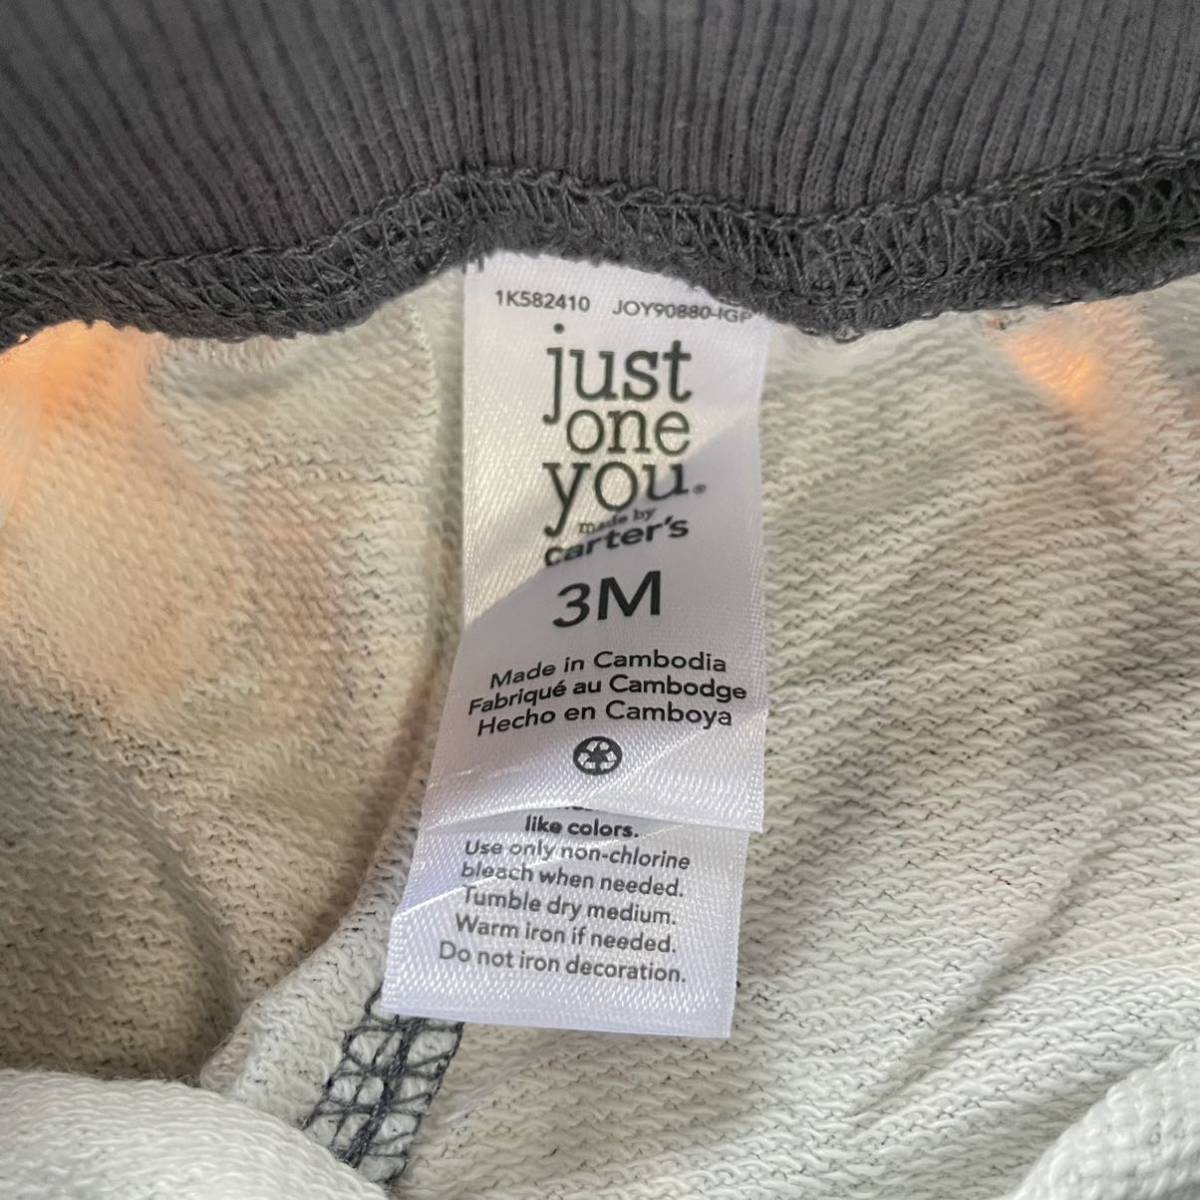 1K582410 JOY90880-IGP
just
one
you.®
made by
carter's
3M
Made in Cambodia
Fabriqué au Cambodge
Hecho en Camboya
like colors.
Use only non-chlorine
bleach when needed.
Tumble dry medium.
Warm iron if needed.
Do not iron decoration.